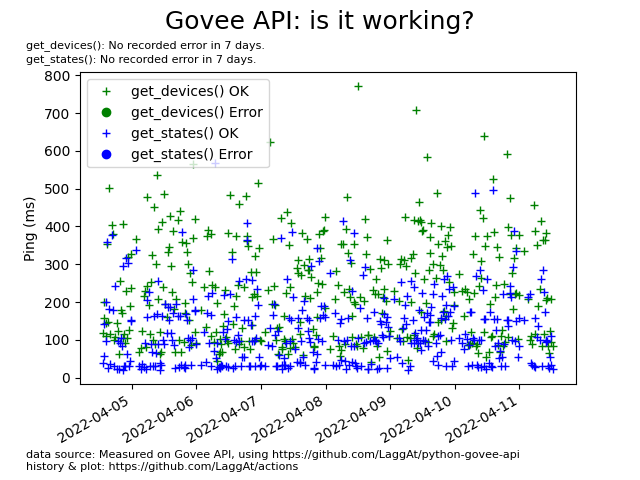 Govee API: is it working?
get_devices(): No recorded error in 7 days.
get_states(): No recorded error in 7 days.
get_devices() OK
get_devices() Error
get_states() OK
get_states() Error
Ping (ms)
800
700
600
500
400
300
200
100
0
2022-04-05
2022-04-06
2022-04-07
2022-04-08
2022-04-09
2022-04-10
2022-04-11
data source: Measured on Govee API, using https://github.com/LaggAt/python-govee-api
history & plot: https://github.com/LaggAt/actions